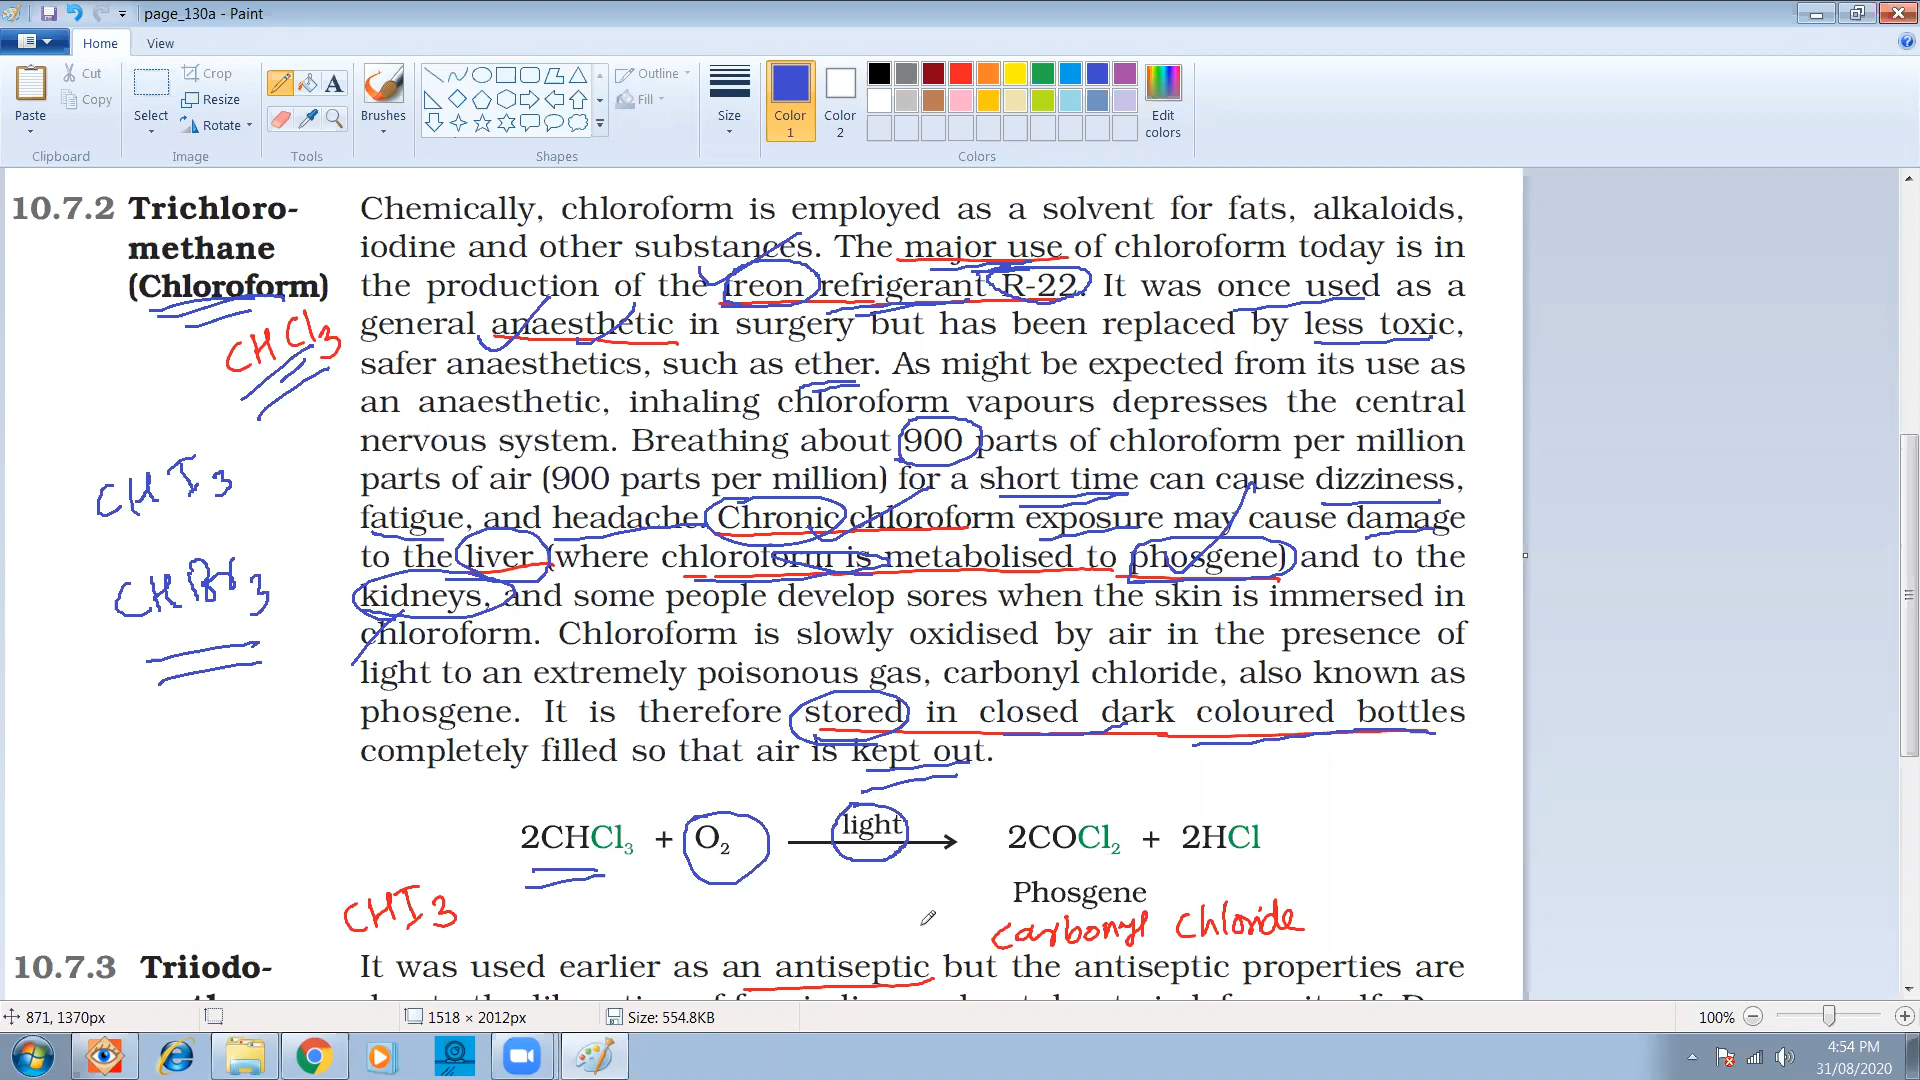 page_130a - Paint
Home View
Paste Cut Copy Clipboard
Select Crop Resize Rotate Image
Tools
Brushes
Outline Fill Shapes
Size
Color 1 Color 2 Edit colors Colors
10.7.2 Trichloro-
methane
(Chloroform)
CHCl3
CHI3
CHBr3
Chemically, chloroform is employed as a solvent for fats, alkaloids,
iodine and other substances. The major use of chloroform today is in
the production of the freon refrigerant R-22. It was once used as a
general anaesthetic in surgery but has been replaced by less toxic,
safer anaesthetics, such as ether. As might be expected from its use as
an anaesthetic, inhaling chloroform vapours depresses the central
nervous system. Breathing about 900 parts of chloroform per million
parts of air (900 parts per million) for a short time can cause dizziness,
fatigue, and headache. Chronic chloroform exposure may cause damage
to the liver (where chloroform is metabolised to phosgene) and to the
kidneys, and some people develop sores when the skin is immersed in
chloroform. Chloroform is slowly oxidised by air in the presence of
light to an extremely poisonous gas, carbonyl chloride, also known as
phosgene. It is therefore stored in closed dark coloured bottles
completely filled so that air is kept out.
2CHCl₃ + O₂ light 2COCl₂ + 2HCl
Phosgene
CHI3
carbonyl chloride
10.7.3 Triiodo-
It was used earlier as an antiseptic but the antiseptic properties are
871, 1370px
1518 × 2012px
Size: 554.8KB
100%
4:54 PM
31/08/2020